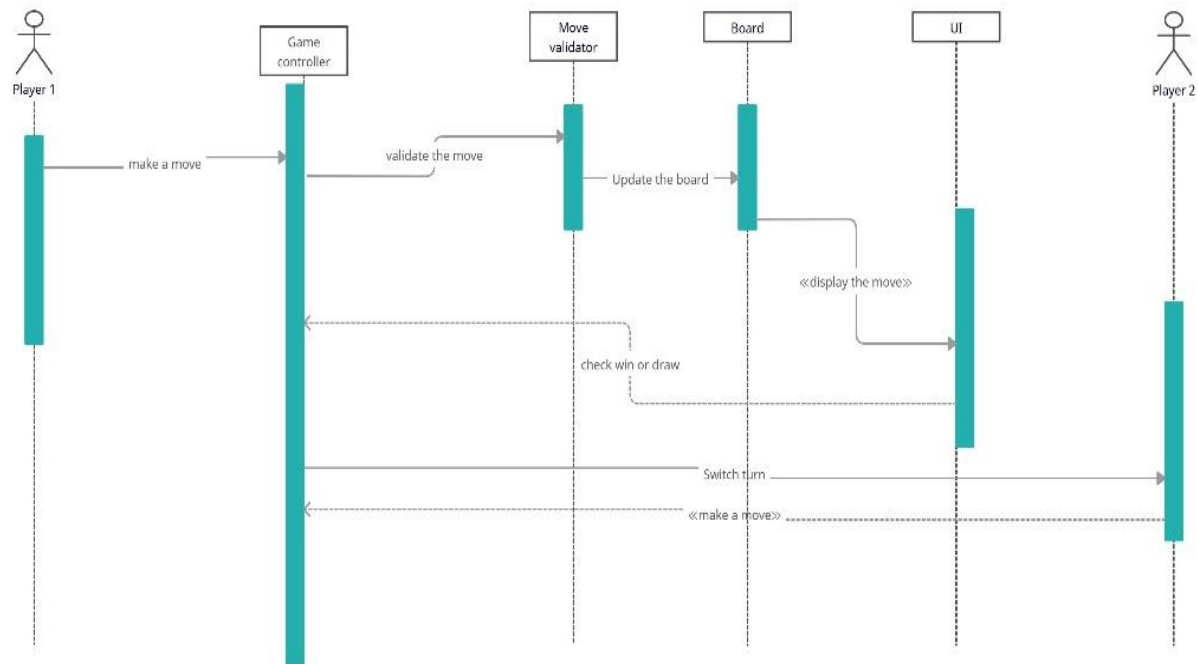 Player 1
Game
controller
Move
validator
Board
UI
Player 2
make a move
validate the move
Update the board
≪display the move≫
check win or draw
Switch turn
≪make a move≫